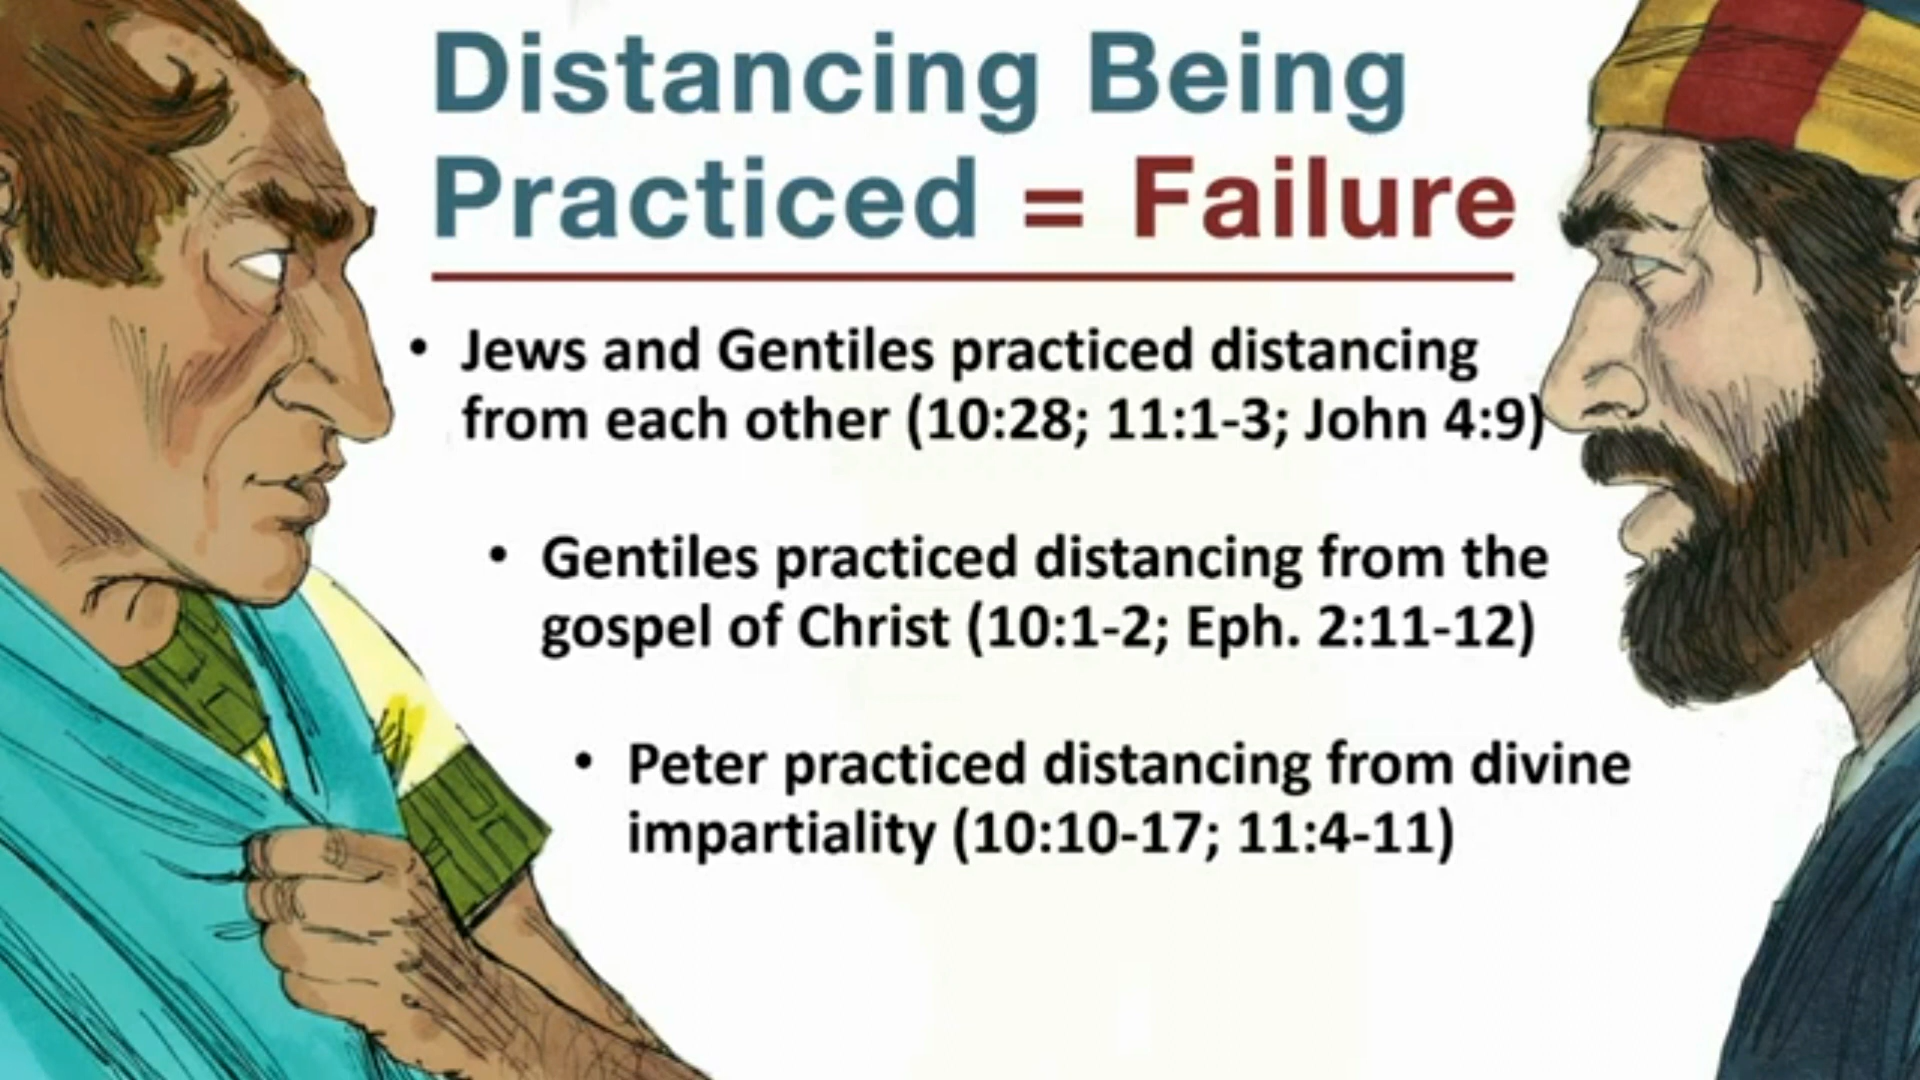 Distancing Being
Practiced = Failure
• Jews and Gentiles practiced distancing
from each other (10:28; 11:1-3; John 4:9)
• Gentiles practiced distancing from the
gospel of Christ (10:1-2; Eph. 2:11-12)
• Peter practiced distancing from divine
impartiality (10:10-17; 11:4-11)